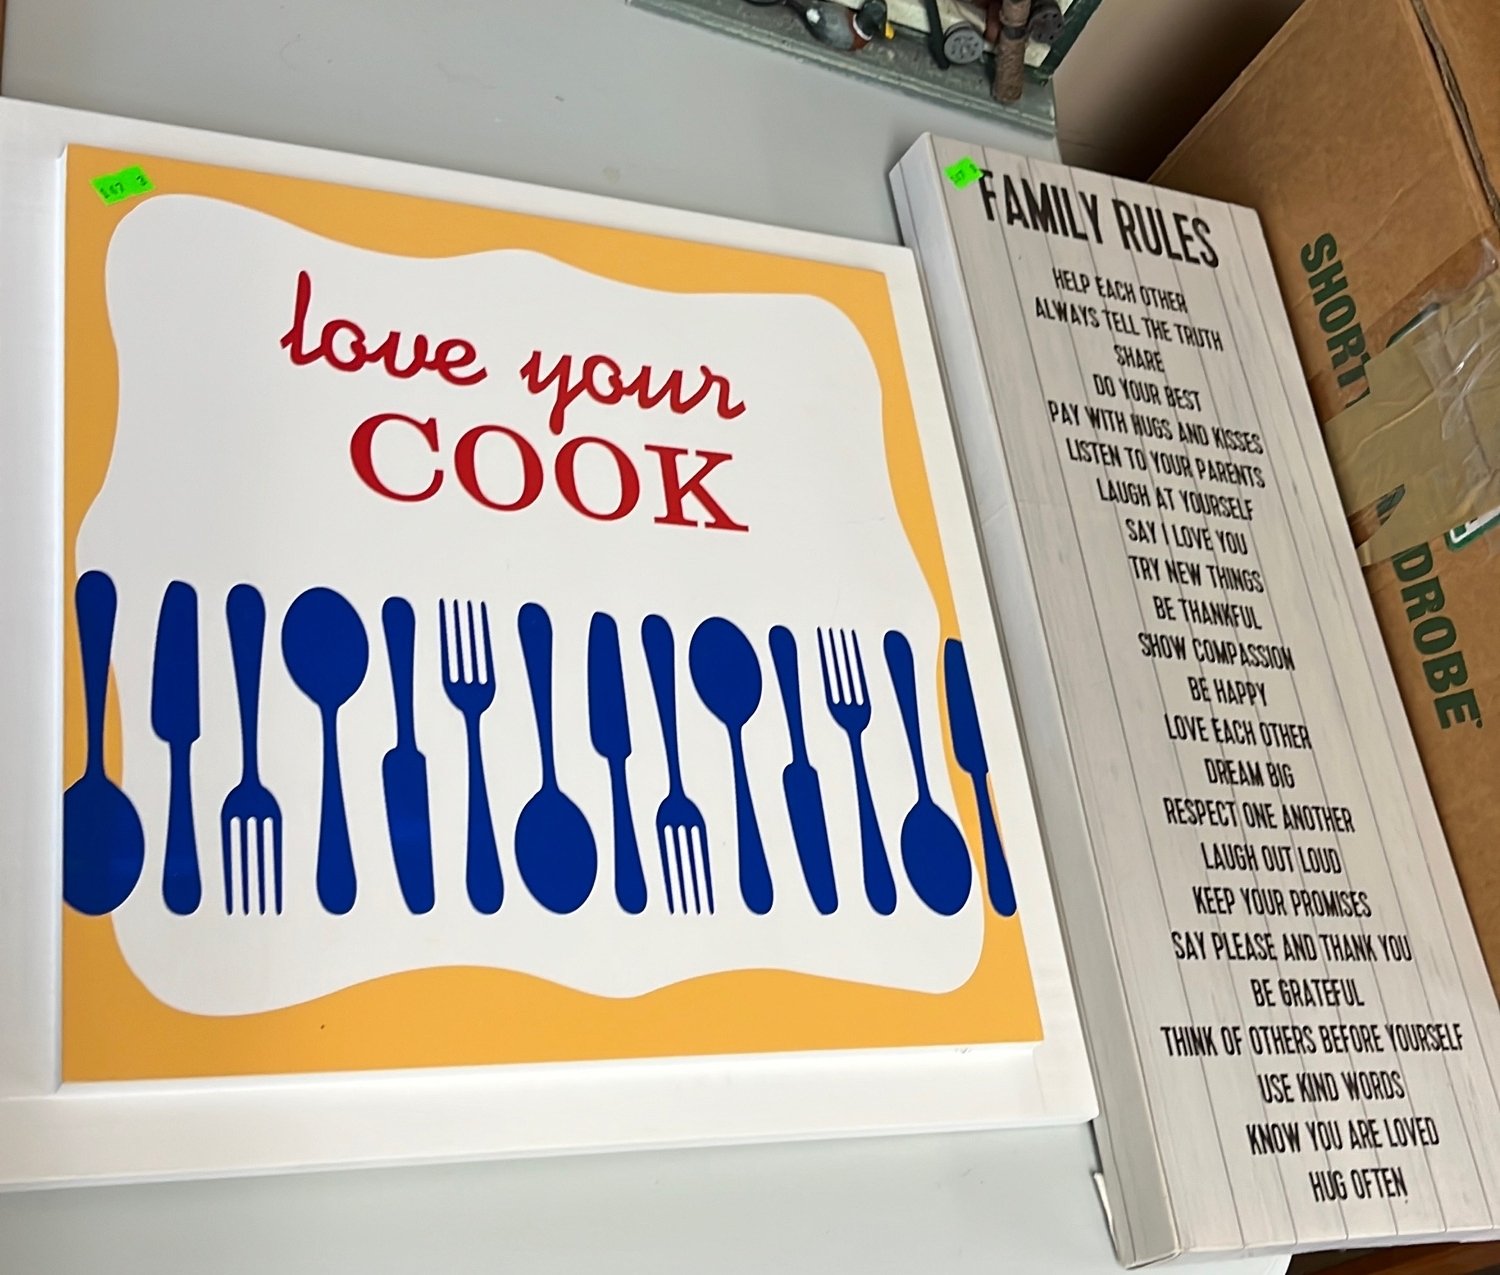 love your
COOK
FAMILY RULES
HELP EACH OTHER
ALWAYS TELL THE TRUTH
SHARE
DO YOUR BEST
PAY WITH HUGS AND KISSES
LISTEN TO YOUR PARENTS
LAUGH AT YOURSELF
SAY I LOVE YOU
TRY NEW THINGS
BE THANKFUL
SHOW COMPASSION
BE HAPPY
LOVE EACH OTHER
DREAM BIG
RESPECT ONE ANOTHER
LAUGH OUT LOUD
KEEP YOUR PROMISES
SAY PLEASE AND THANK YOU
BE GRATEFUL
THINK OF OTHERS BEFORE YOURSELF
USE KIND WORDS
KNOW YOU ARE LOVED
HUG OFTEN
SHORT